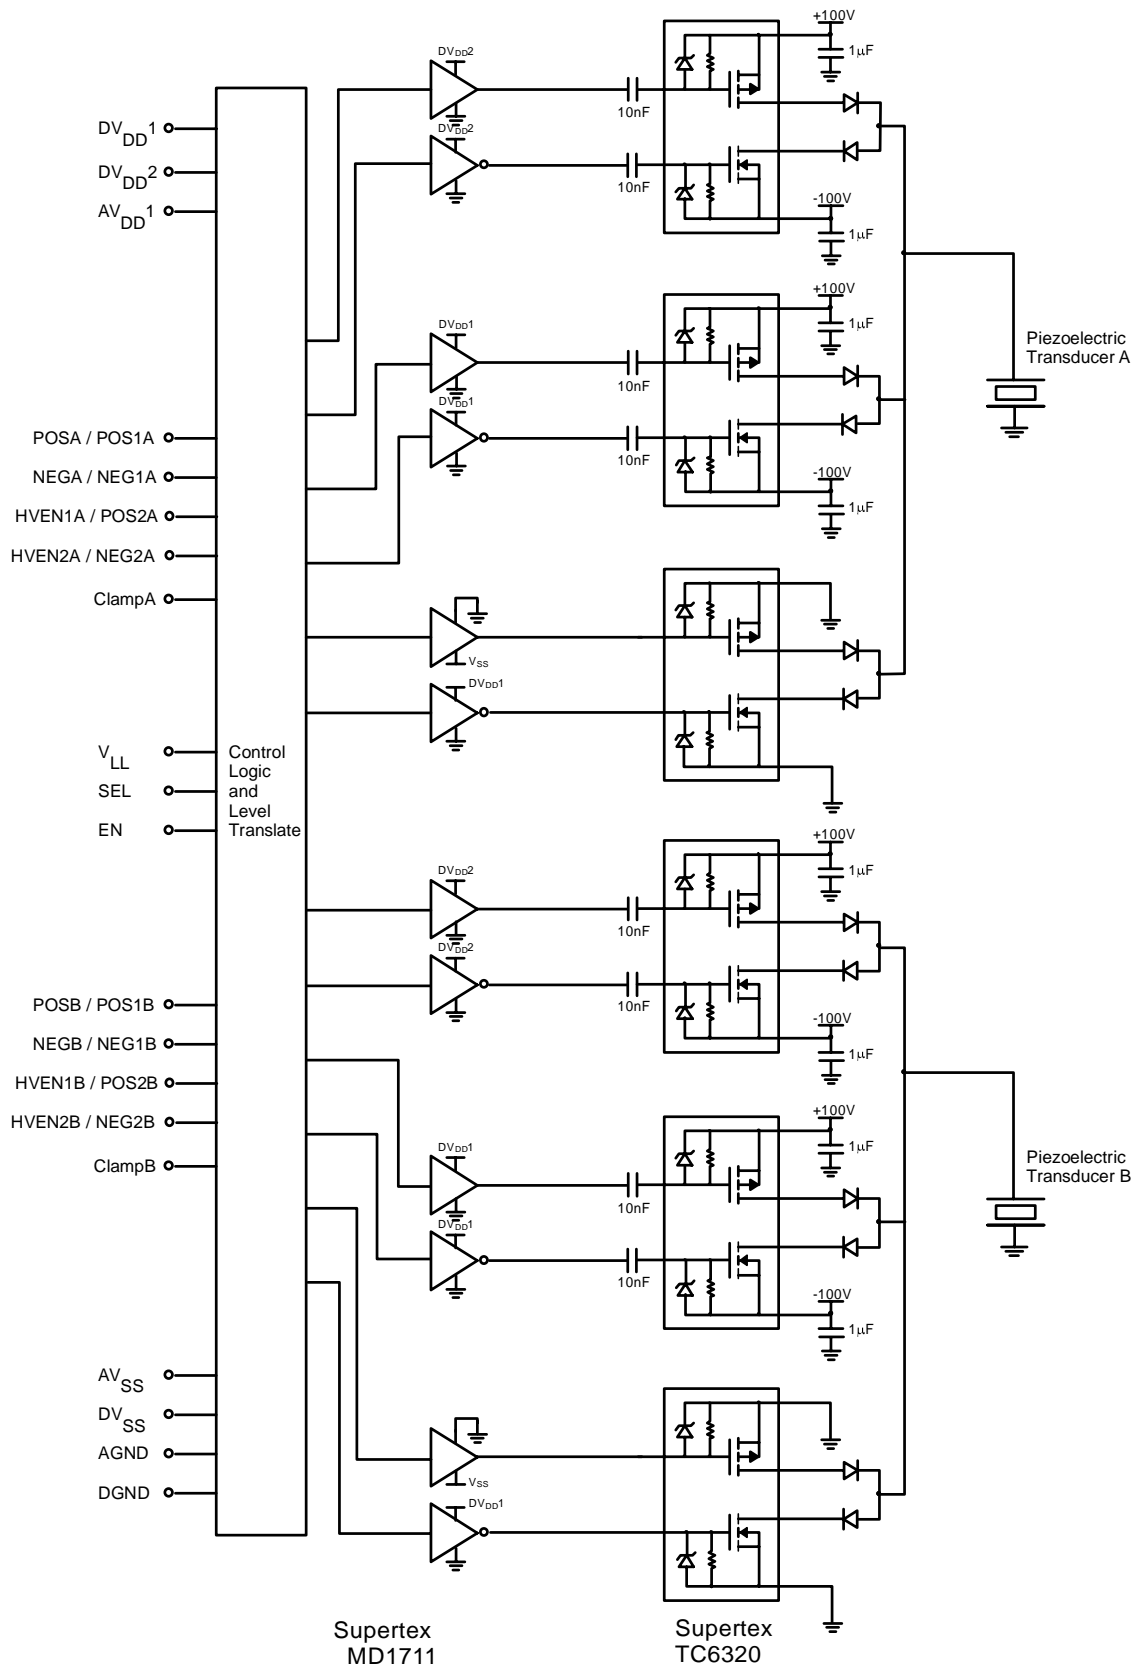 DVDD1
DVDD2
AVDD1
POSA / POS1A
NEGA / NEG1A
HVEN1A / POS2A
HVEN2A / NEG2A
ClampA
VLL
SEL
EN
POSB / POS1B
NEGB / NEG1B
HVEN1B / POS2B
HVEN2B / NEG2B
ClampB
AVSS
DVSS
AGND
DGND
Control
Logic
and
Level
Translate
DVDD2
10nF
+100V
1µF
DVDD2
10nF
-100V
1µF
DVDD1
10nF
+100V
1µF
DVDD1
10nF
-100V
1µF
Piezoelectric
Transducer A
VSS
DVDD1
DVDD2
10nF
+100V
1µF
DVDD2
10nF
-100V
1µF
DVDD1
10nF
+100V
1µF
DVDD1
10nF
-100V
1µF
Piezoelectric
Transducer B
VSS
DVDD1
Supertex
MD1711
Supertex
TC6320